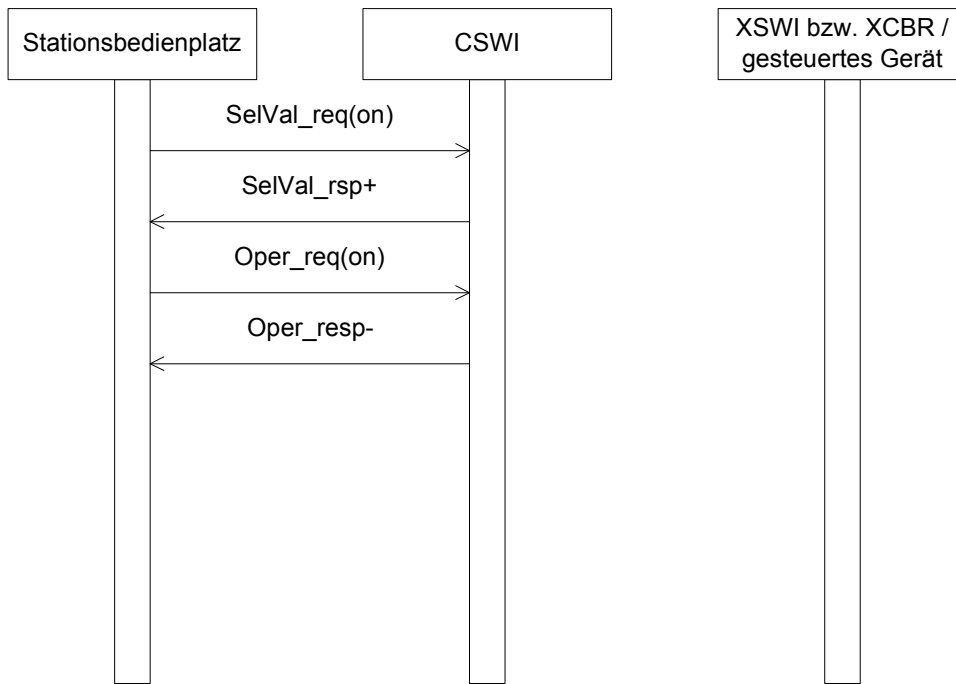 Stationsbedienplatz
CSWI
XSWI bzw. XCBR /
gesteuertes Gerät
SelVal_req(on)
SelVal_rsp+
Oper_req(on)
Oper_resp-